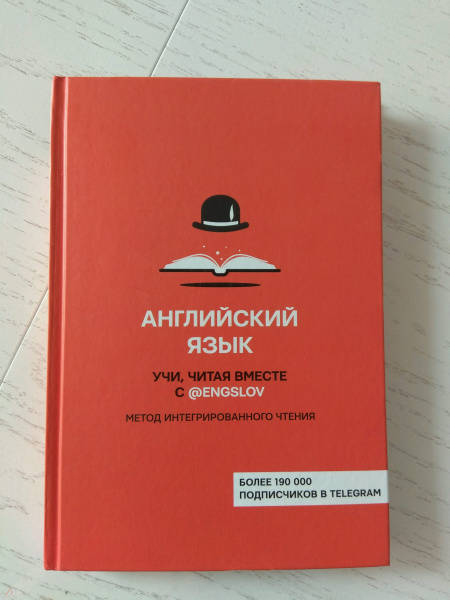 АНГЛИЙСКИЙ
ЯЗЫК
УЧИ, ЧИТАЯ ВМЕСТЕ
С @ENGSLOV
МЕТОД ИНТЕГРИРОВАННОГО ЧТЕНИЯ
БОЛЕЕ 190 000
ПОДПИСЧИКОВ В TELEGRAM